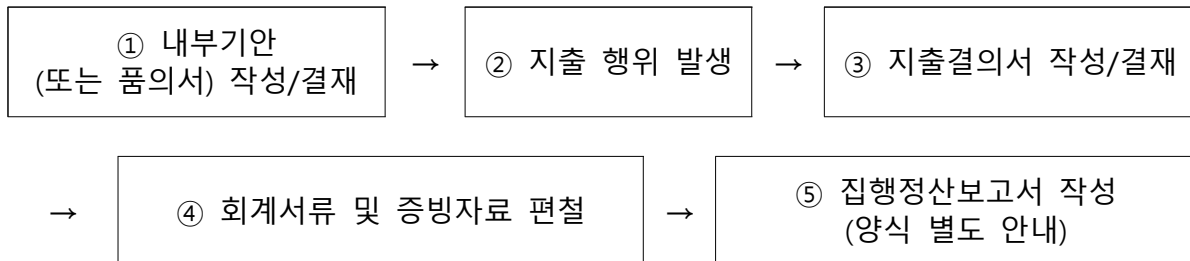 ① 내부기안
(또는 품의서) 작성/결재
→
② 지출 행위 발생
→
③ 지출결의서 작성/결재
→
④ 회계서류 및 증빙자료 편철
→
⑤ 집행정산보고서 작성
(양식 별도 안내)